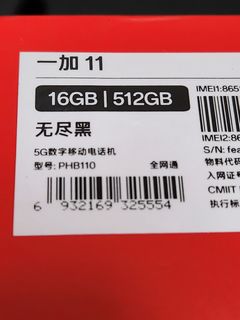 一加 11
16GB | 512GB
无尽黑
5G数字移动电话机
型号: PHB110
全网通
6 932169 325554
IMEI1:8651
IMEI2:86
S/N: fea
物料代码
入网证号
CMIIT
执行标